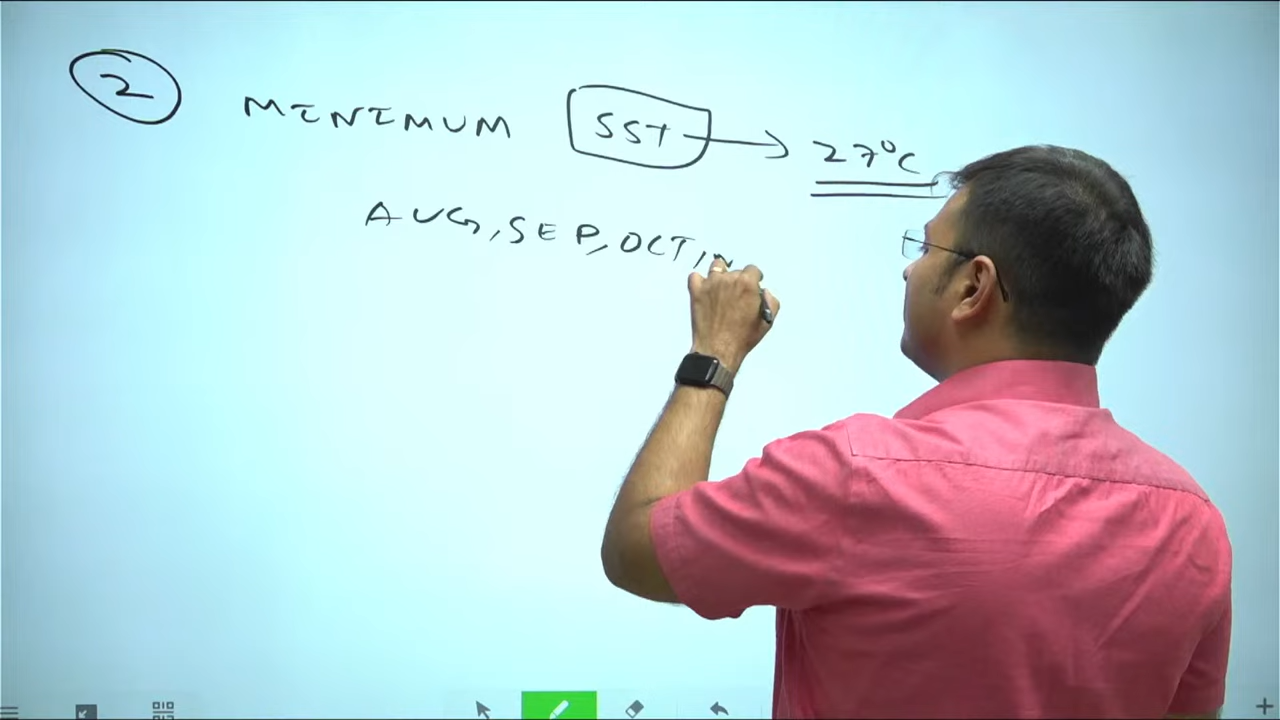 2 MINIMUM SST → 27°C
AUG, SEP, OCT,